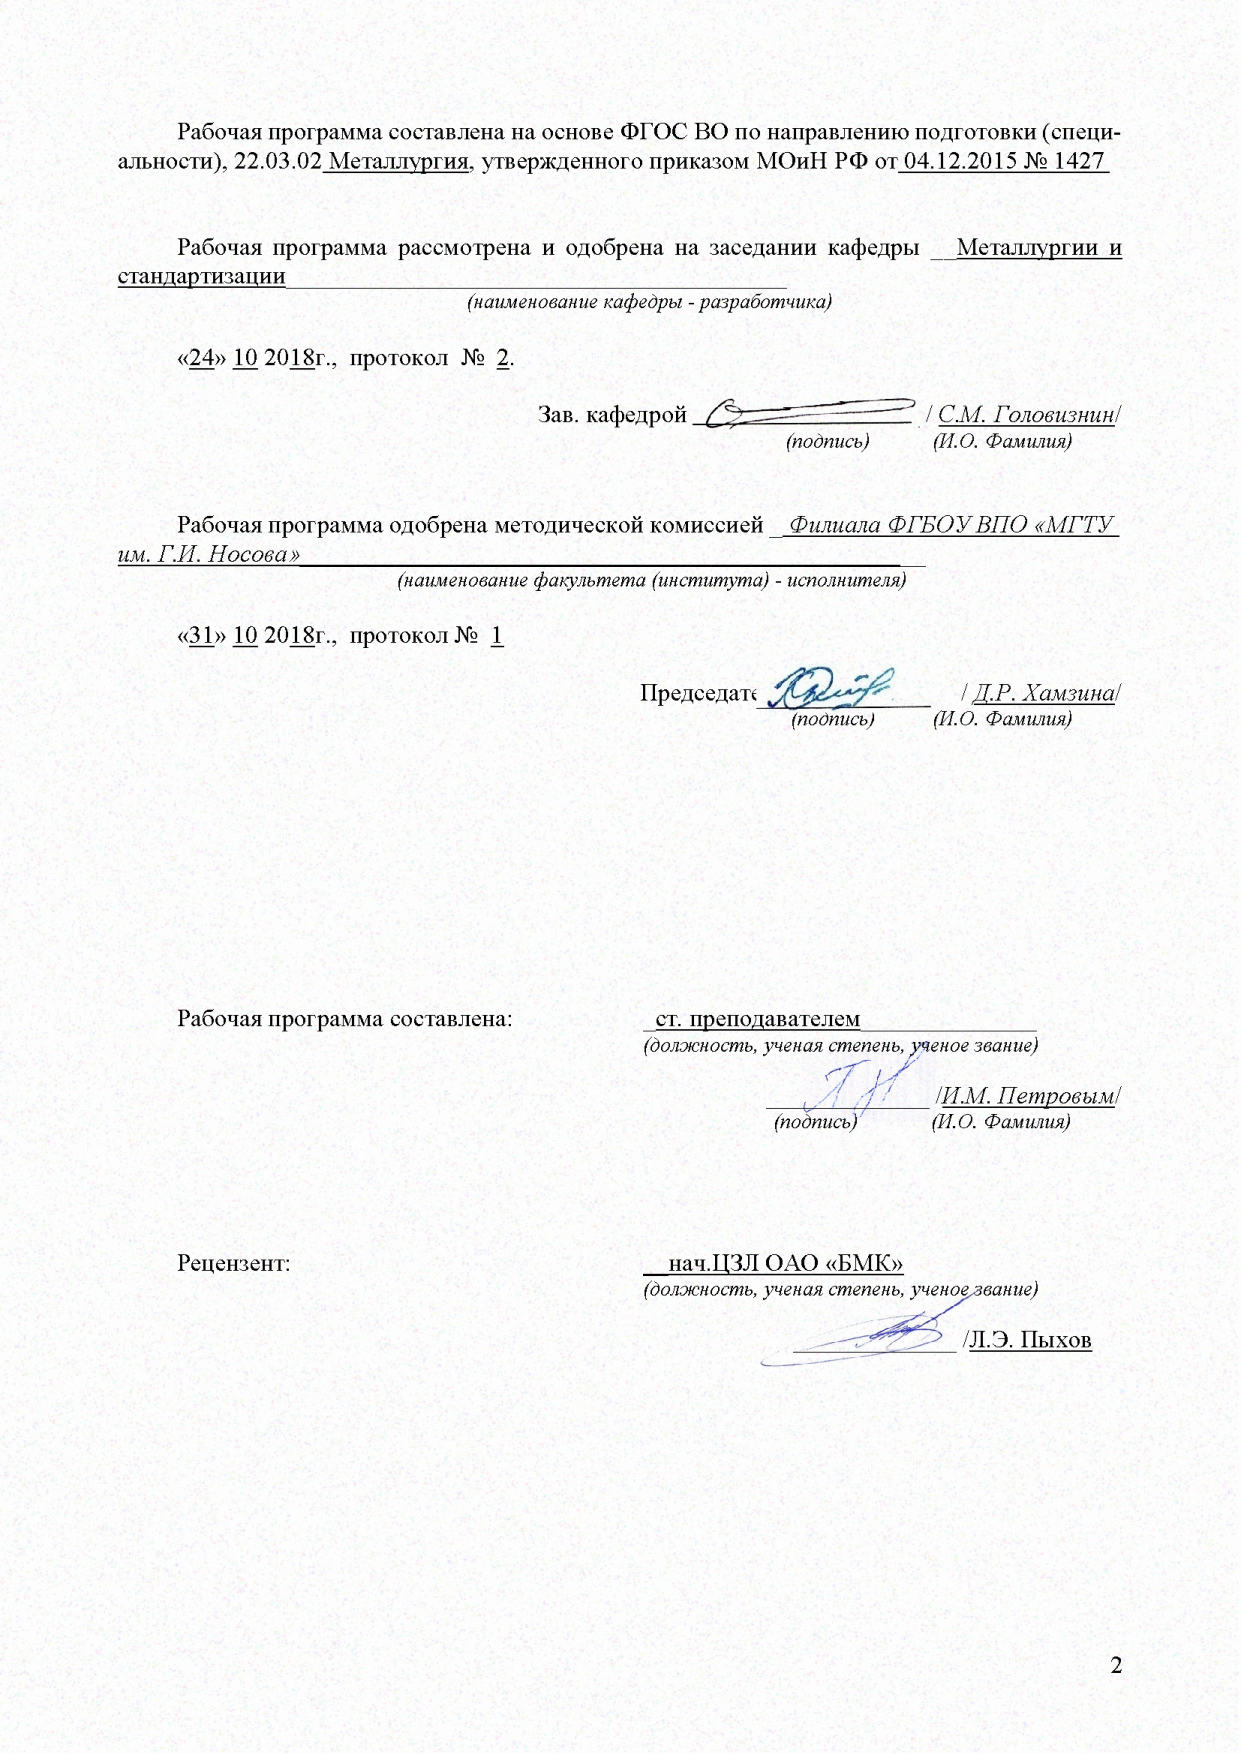 Рабочая программа составлена на основе ФГОС ВО по направлению подготовки (специ-
альности), 22.03.02 Металлургия, утвержденного приказом МОиН РФ от 04.12.2015 № 1427
Рабочая программа рассмотрена и одобрена на заседании кафедры __Металлургии и
стандартизации
(наименование кафедры - разработчика)
«24» 10 2018г., протокол № 2.
Зав. кафедрой / С.М. Головизнин/
(подпись) (И.О. Фамилия)
Рабочая программа одобрена методической комиссией _ Филиала ФГБОУ ВПО «МГТУ
им. Г.И. Носова»
(наименование факультета (института) - исполнителя)
«31» 10 2018г., протокол № 1
Председате / Д.Р. Хамзина/
(подпись) (И.О. Фамилия)
Рабочая программа составлена: _ст. преподавателем
(должность, ученая степень, ученое звание)
/И.М. Петровым/
(подпись) (И.О. Фамилия)
Рецензент: __нач.ЦЗЛ ОАО «БМК»
(должность, ученая степень, ученое звание)
/Л.Э. Пыхов
2